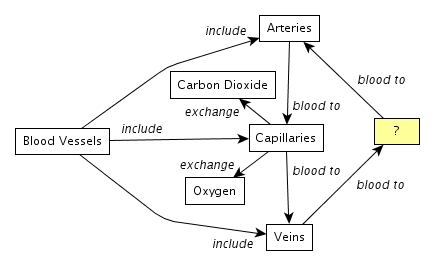 Arteries
include
Carbon Dioxide
blood to
exchange
blood to
Blood Vessels
include
Capillaries
?
exchange
blood to
Oxygen
blood to
include
Veins